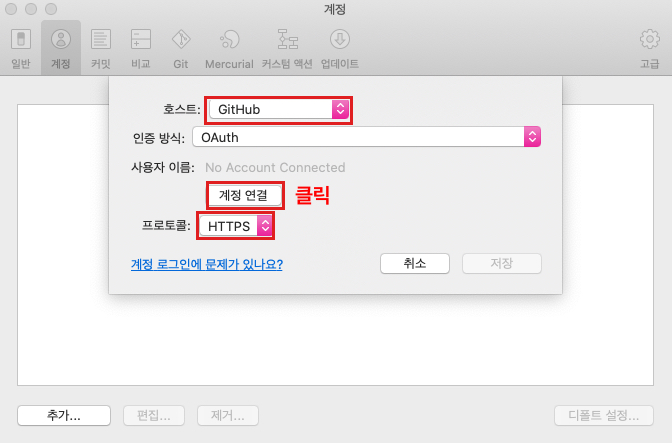 계정
일반 계정 커밋 비교 Git Mercurial 커스텀 액션 업데이트 고급
호스트: GitHub
인증 방식: OAuth
사용자 이름: No Account Connected
계정 연결 클릭
프로토콜: HTTPS
계정 로그인에 문제가 있나요? 취소 저장
추가... 편집... 제거... 디폴트 설정...